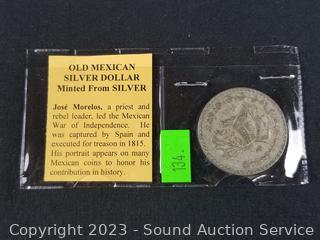 OLD MEXICAN
SILVER DOLLAR
Minted From SILVER
José Morelos, a priest and
rebel leader, led the Mexican
War of Independence. He
was captured by Spain and
executed for treason in 1815.
His portrait appears on many
Mexican coins to honor his
contribution in history.
134.
Copyright 2023 - Sound Auction Service